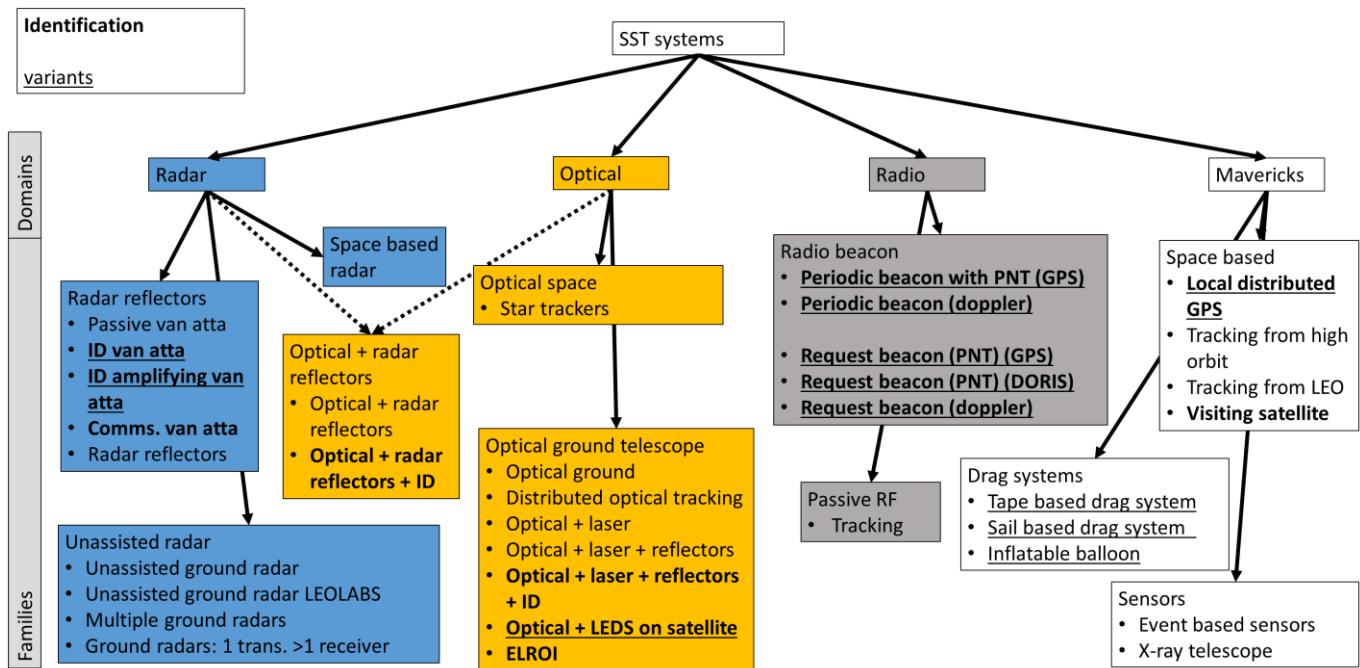 Identification
variants
SST systems
Domains
Families
Radar
Optical
Radio
Mavericks
Space based
radar
Radar reflectors
• Passive van atta
• ID van atta
• ID amplifying van
atta
• Comms. van atta
• Radar reflectors
Optical + radar
reflectors
• Optical + radar
reflectors
• Optical + radar
reflectors + ID
Unassisted radar
• Unassisted ground radar
• Unassisted ground radar LEOLABS
• Multiple ground radars
• Ground radars: 1 trans. >1 receiver
Optical space
• Star trackers
Optical ground telescope
• Optical ground
• Distributed optical tracking
• Optical + laser
• Optical + laser + reflectors
• Optical + laser + reflectors
+ ID
• Optical + LEDS on satellite
• ELROI
Radio beacon
• Periodic beacon with PNT (GPS)
• Periodic beacon (doppler)
• Request beacon (PNT) (GPS)
• Request beacon (PNT) (DORIS)
• Request beacon (doppler)
Passive RF
• Tracking
Space based
• Local distributed
GPS
• Tracking from high
orbit
• Tracking from LEO
• Visiting satellite
Drag systems
• Tape based drag system
• Sail based drag system
• Inflatable balloon
Sensors
• Event based sensors
• X-ray telescope